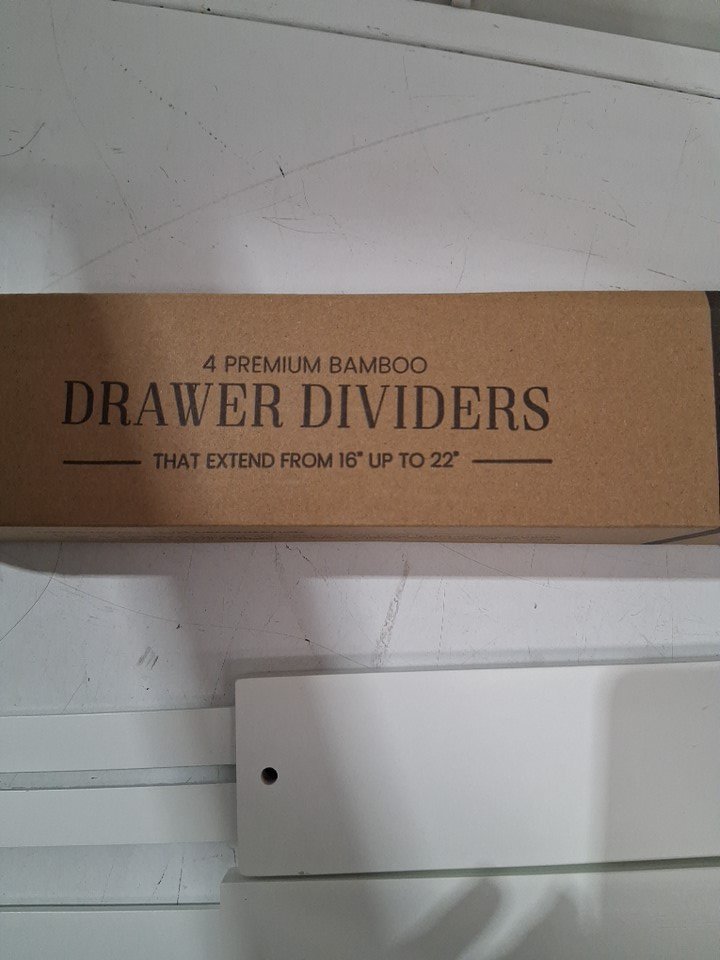 4 PREMIUM BAMBOO
DRAWER DIVIDERS
THAT EXTEND FROM 16" UP TO 22"